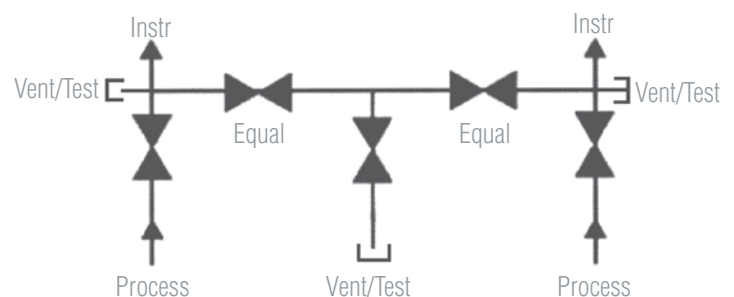 Instr
Instr
Vent/Test
Vent/Test
Equal
Equal
Process
Vent/Test
Process